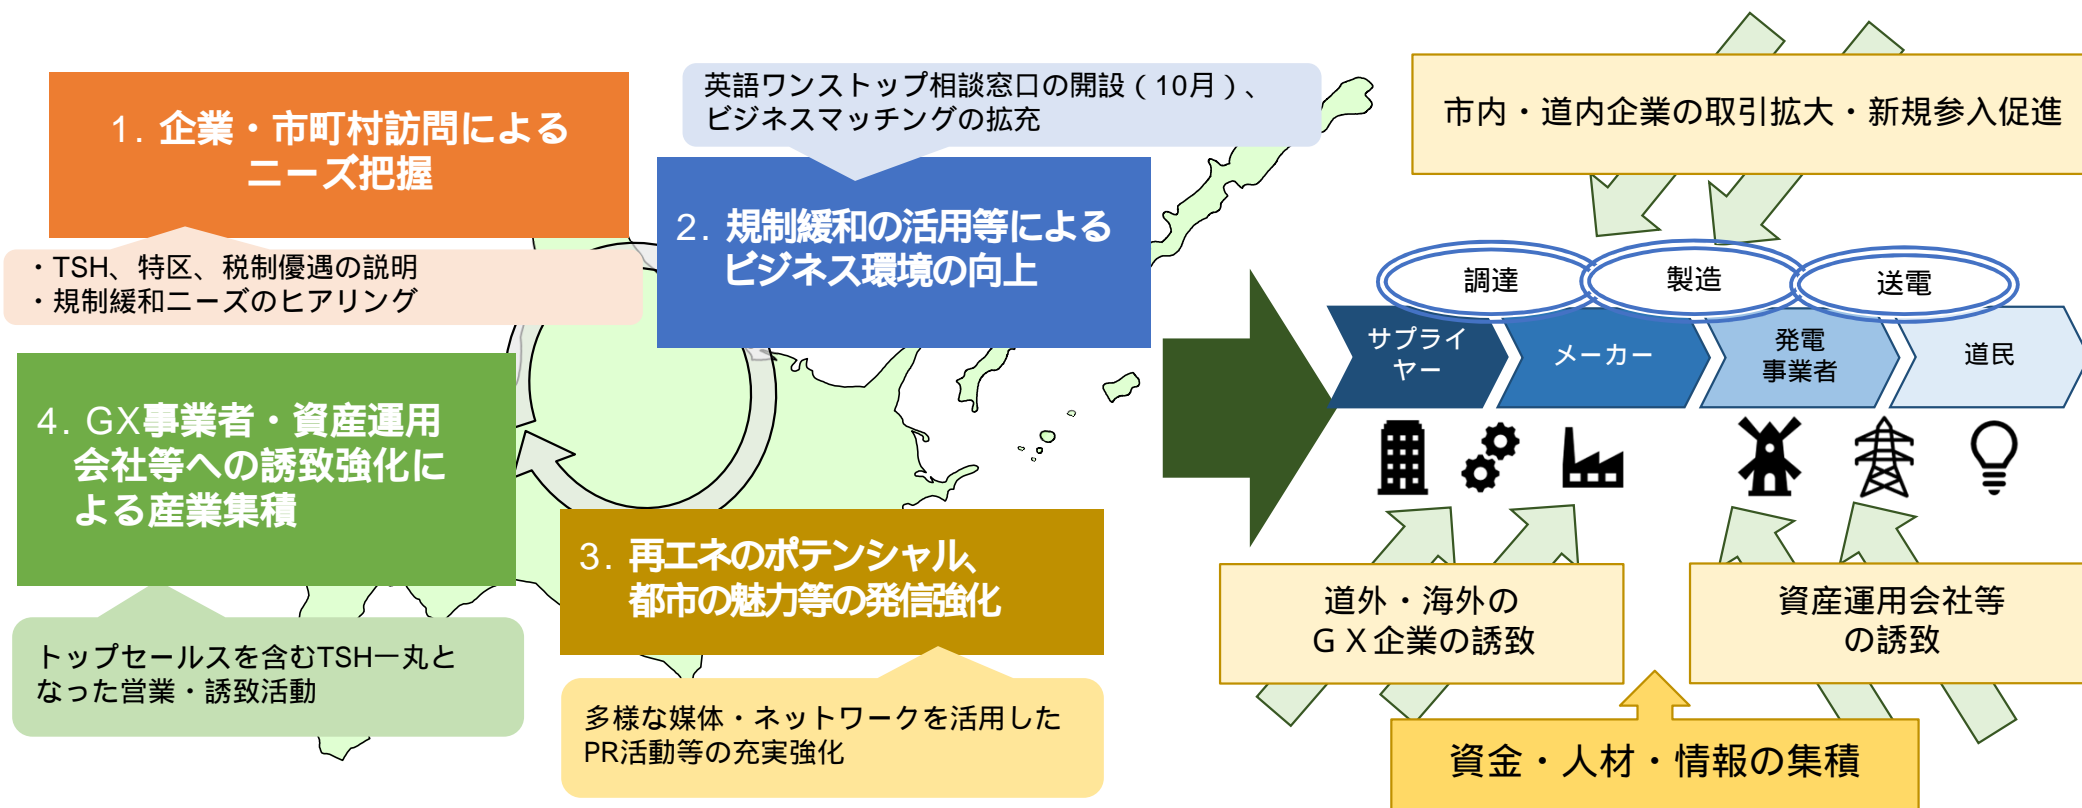 1. 企業・市町村訪問による
ニーズ把握
・TSH、特区、税制優遇の説明
・規制緩和ニーズのヒアリング
英語ワンストップ相談窓口の開設（10月）、
ビジネスマッチングの拡充
2. 規制緩和の活用等による
ビジネス環境の向上
4. GX事業者・資産運用
会社等への誘致強化に
よる産業集積
トップセールスを含むTSH一丸と
なった営業・誘致活動
3. 再エネのポテンシャル、
都市の魅力等の発信強化
多様な媒体・ネットワークを活用した
PR活動等の充実強化
市内・道内企業の取引拡大・新規参入促進
調達
製造
送電
サプライ
ヤー
メーカー
発電
事業者
道民
道外・海外の
ＧＸ企業の誘致
資産運用会社等
の誘致
資金・人材・情報の集積